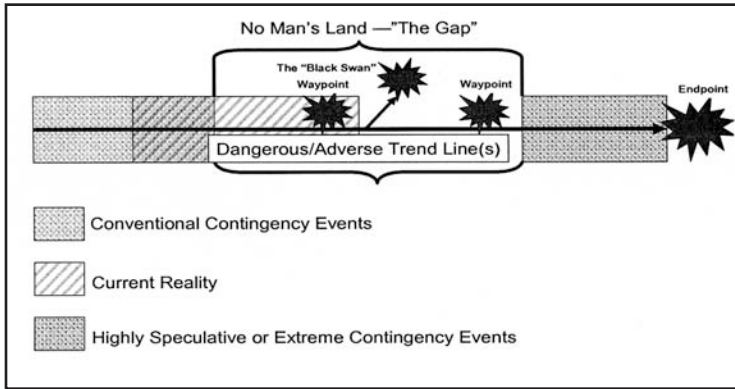 No Man's Land —"The Gap"
The "Black Swan"
Waypoint
Waypoint
Endpoint
Dangerous/Adverse Trend Line(s)
Conventional Contingency Events
Current Reality
Highly Speculative or Extreme Contingency Events